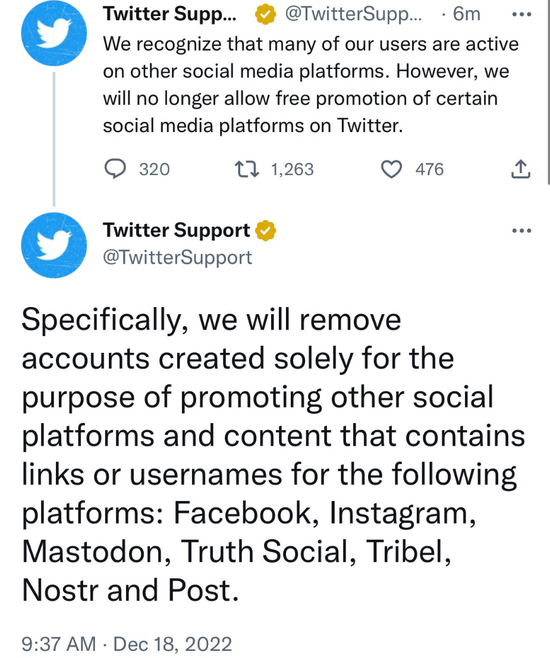 Twitter Supp... @TwitterSupp... · 6m
We recognize that many of our users are active
on other social media platforms. However, we
will no longer allow free promotion of certain
social media platforms on Twitter.
320 1,263 476
Twitter Support
@TwitterSupport
Specifically, we will remove
accounts created solely for the
purpose of promoting other social
platforms and content that contains
links or usernames for the following
platforms: Facebook, Instagram,
Mastodon, Truth Social, Tribel,
Nostr and Post.
9:37 AM · Dec 18, 2022